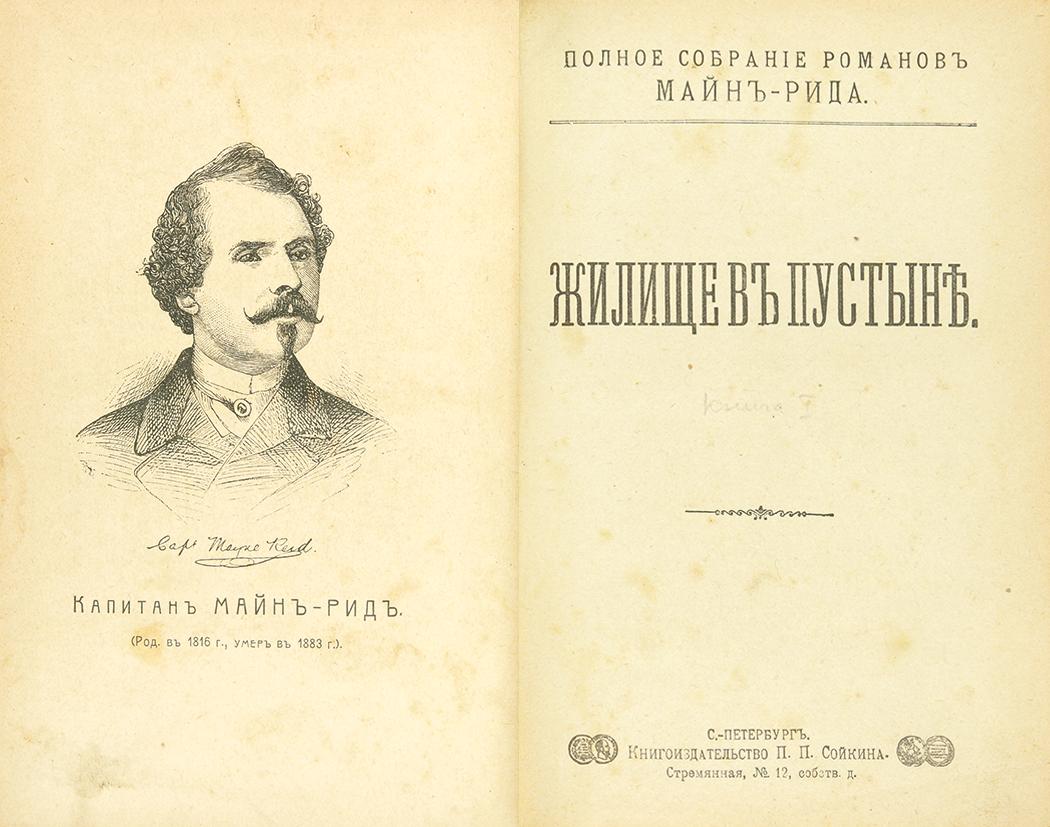 Capt Mayne Reid.
Капитанъ МАЙНЪ-РИДЪ.
(Род. въ 1816 г., умеръ въ 1883 г.).
ПОЛНОЕ СОБРАНІЕ РОМАНОВЪ
МАЙНЪ-РИДА.
ЖИЛИЩЕ ВЪ ПУСТЫНѢ.
Книга I
С.-ПЕТЕРБУРГЪ.
Книгоиздательство П. П. Сойкина.
Стремянная, № 12, собств. д.